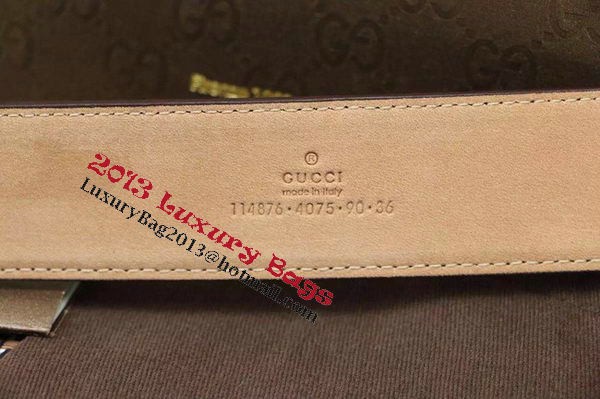 ®
GUCCI
made in italy
114876·4075·90·36
2013 Luxury Bags
LuxuryBag2013@hotmail.com